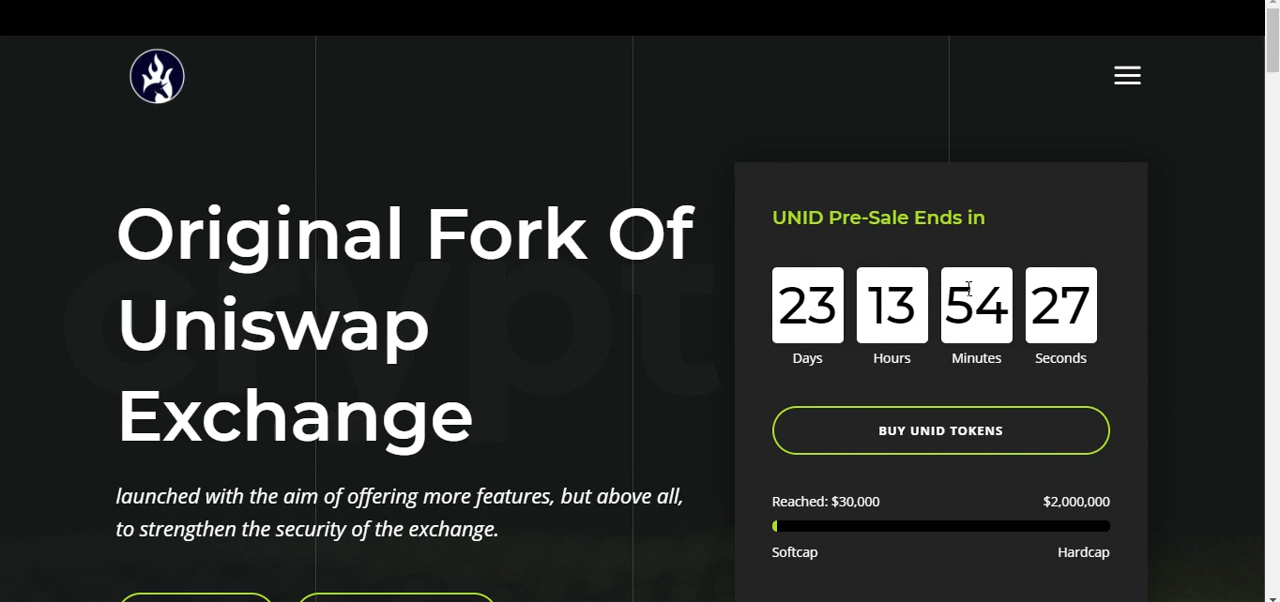 Original Fork Of
Uniswap
Exchange
launched with the aim of offering more features, but above all,
to strengthen the security of the exchange.
UNID Pre-Sale Ends in
23 13 54 27
Days Hours Minutes Seconds
BUY UNID TOKENS
Reached: $30,000 $2,000,000
Softcap Hardcap
crypt